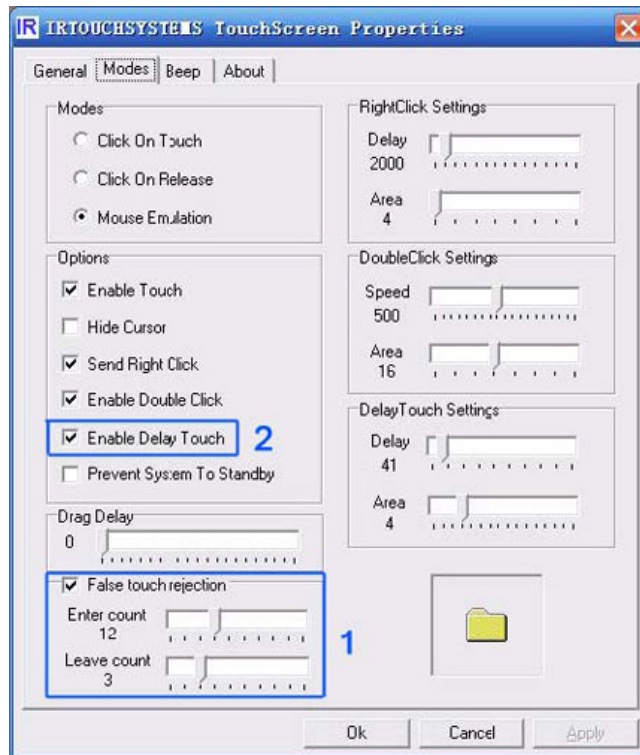 IR IRTOUCHSYSTEMS TouchScreen Properties
General Modes Beep About
Modes
Click On Touch
Click On Release
Mouse Emulation
Options
Enable Touch
Hide Cursor
Send Right Click
Enable Double Click
Enable Delay Touch 2
Prevent System To Standby
Drag Delay
0
False touch rejection
Enter count
12
Leave count
3
1
RightClick Settings
Delay
2000
Area
4
DoubleClick Settings
Speed
500
Area
16
DelayTouch Settings
Delay
41
Area
4
Ok Cancel Apply